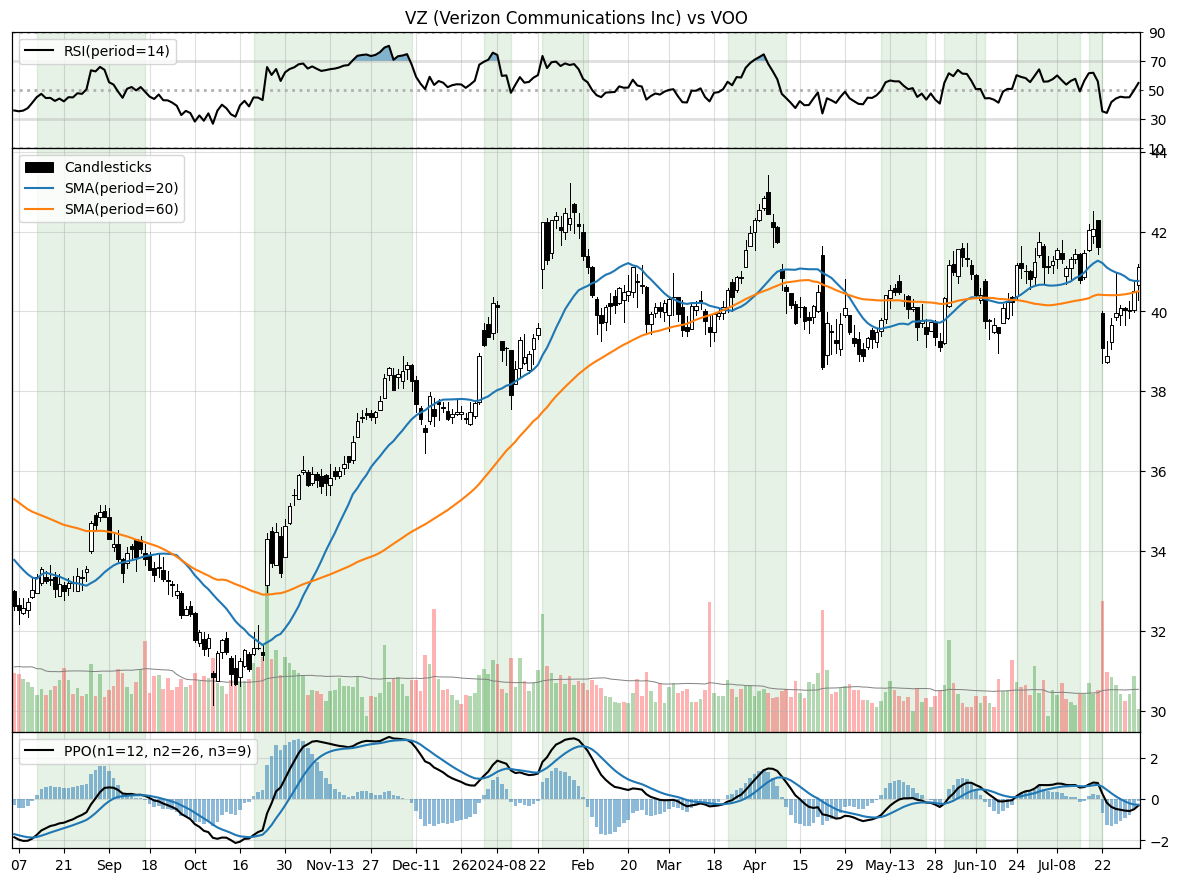 VZ (Verizon Communications Inc) vs VOO
RSI(period=14)
90
70
50
30
10
Candlesticks
SMA(period=20)
SMA(period=60)
44
42
40
38
36
34
32
30
PPO(n1=12, n2=26, n3=9)
2
0
−2
07 21 Sep 18 Oct 16 30 Nov-13 27 Dec-11 26 2024-08 22 Feb 20 Mar 18 Apr 15 29 May-13 28 Jun-10 24 Jul-08 22